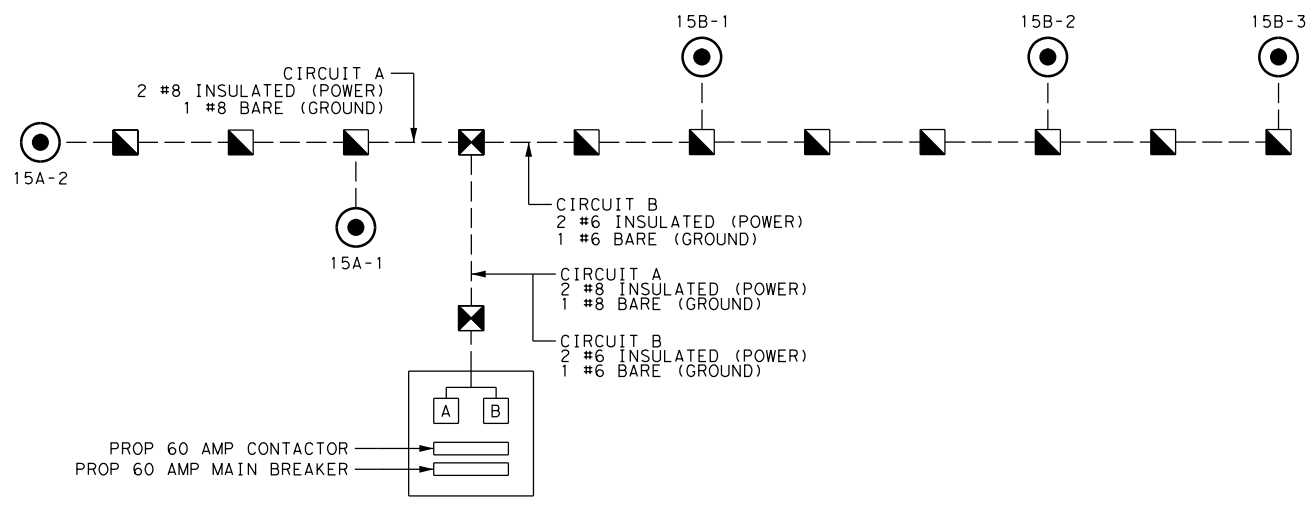 15B-1
15B-2
15B-3
CIRCUIT A
2 #8 INSULATED (POWER)
1 #8 BARE (GROUND)
15A-2
15A-1
CIRCUIT B
2 #6 INSULATED (POWER)
1 #6 BARE (GROUND)
CIRCUIT A
2 #8 INSULATED (POWER)
1 #8 BARE (GROUND)
CIRCUIT B
2 #6 INSULATED (POWER)
1 #6 BARE (GROUND)
A
B
PROP 60 AMP CONTACTOR
PROP 60 AMP MAIN BREAKER